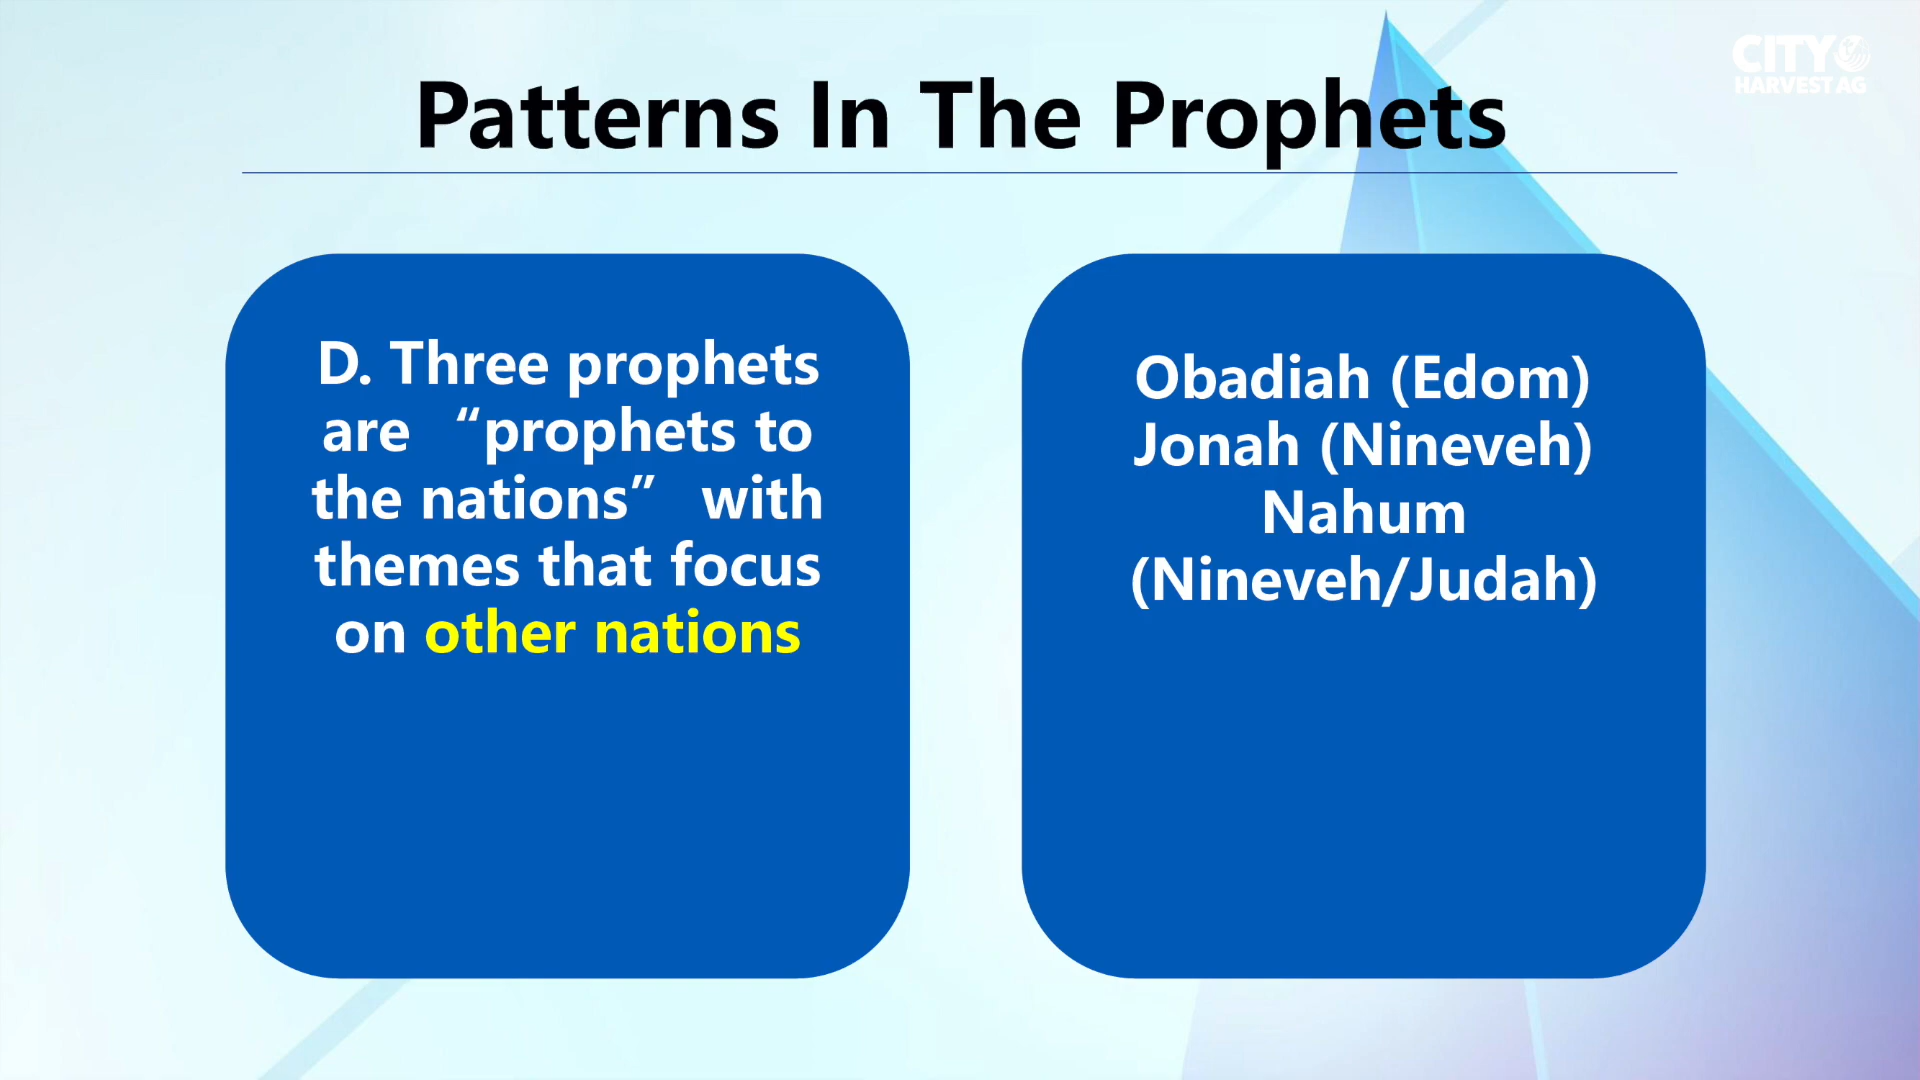 Patterns In The Prophets
CITY
HARVEST AG
D. Three prophets
are “prophets to
the nations” with
themes that focus
on other nations
Obadiah (Edom)
Jonah (Nineveh)
Nahum
(Nineveh/Judah)